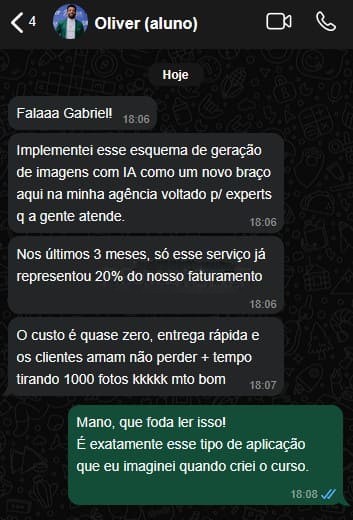 4 Oliver (aluno)
Hoje
Falaaa Gabriel!
18:06
Implementei esse esquema de geração
de imagens com IA como um novo braço
aqui na minha agência voltado p/ experts
q a gente atende.
18:06
Nos últimos 3 meses, só esse serviço já
representou 20% do nosso faturamento
18:06
O custo é quase zero, entrega rápida e
os clientes amam não perder + tempo
tirando 1000 fotos kkkkk mto bom
18:07
Mano, que foda ler isso!
É exatamente esse tipo de aplicação
que eu imaginei quando criei o curso.
18:08